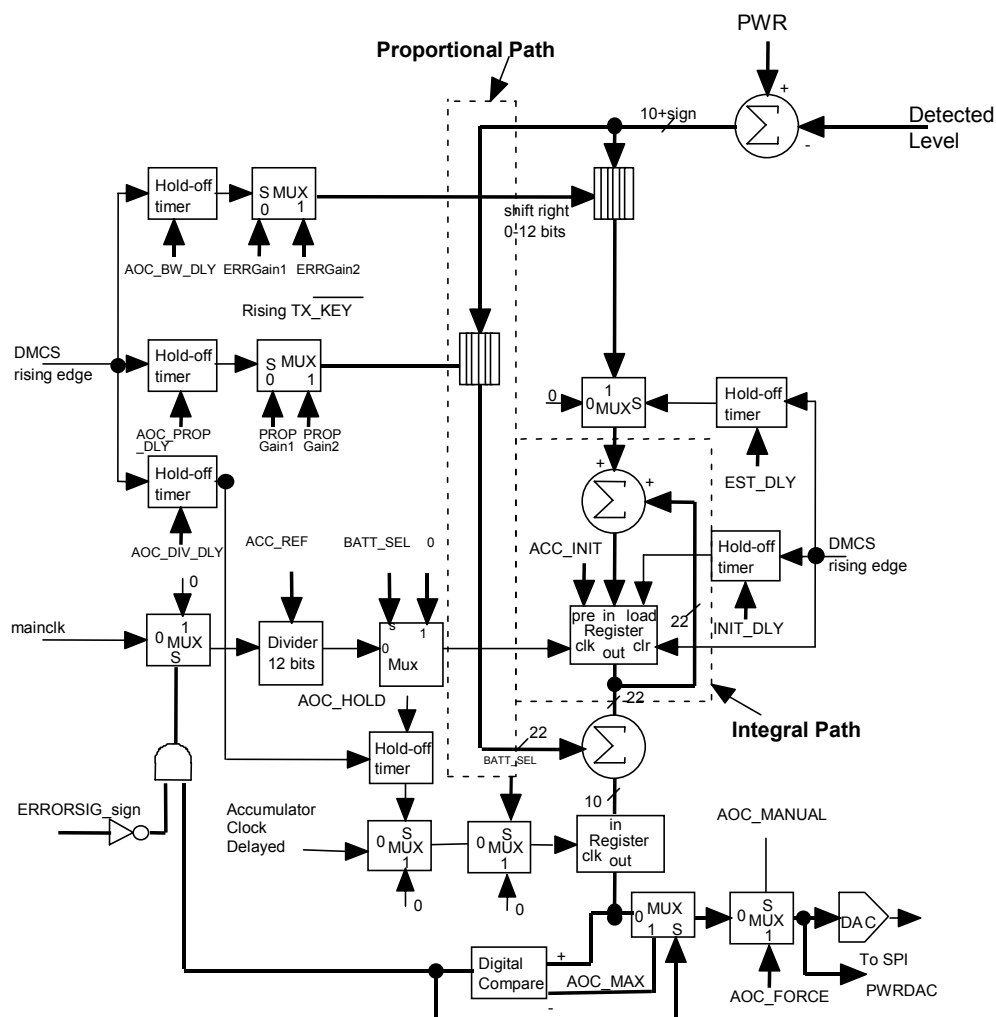 PWR
Proportional Path
+
10+sign
Σ
Detected
Level
-
Hold-off
timer
S MUX
0 1
shift right
0-12 bits
AOC_BW_DLY
ERRGain1
ERRGain2
Rising TX_KEY
DMCS
rising edge
Hold-off
timer
S MUX
0 1
AOC_PROP
_DLY
PROP
Gain1
PROP
Gain2
0
1
0 MUX S
Hold-off
timer
EST_DLY
Hold-off
timer
AOC_DIV_DLY
+
+
Σ
ACC_REF
BATT_SEL
0
ACC_INIT
Hold-off
timer
DMCS
rising edge
INIT_DLY
0
mainclk
1
0 MUX
S
Divider
12 bits
s
1
0
Mux
pre in load
Register
clk clr
out
22
AOC_HOLD
22
Integral Path
Hold-off
timer
22
BATT_SEL
Σ
ERRORSIG_sign
10
Accumulator
Clock
Delayed
S
0 MUX
1
0
S
0 MUX
1
0
in
Register
clk out
AOC_MANUAL
0 MUX
1 S
S
0 MUX
1
DAC
Digital
Compare
+
AOC_MAX
-
AOC_FORCE
To SPI
PWRDAC